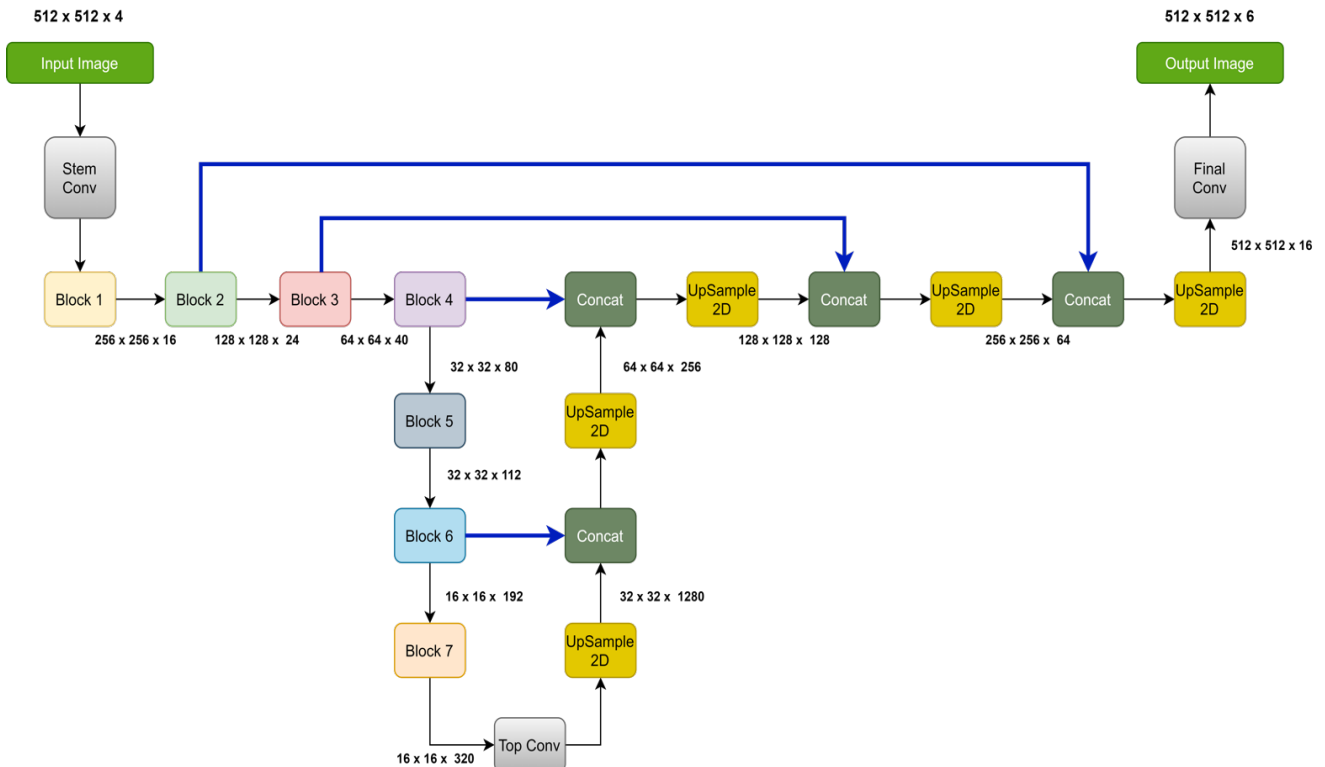 512 x 512 x 4
512 x 512 x 6
Input Image
Output Image
Stem
Conv
Final
Conv
512 x 512 x 16
Block 1
Block 2
Block 3
Block 4
Concat
UpSample
2D
Concat
UpSample
2D
Concat
UpSample
2D
256 x 256 x 16
128 x 128 x 24
64 x 64 x 40
128 x 128 x 128
256 x 256 x 64
32 x 32 x 80
64 x 64 x 256
Block 5
UpSample
2D
32 x 32 x 112
Block 6
Concat
16 x 16 x 192
32 x 32 x 1280
Block 7
UpSample
2D
16 x 16 x 320
Top Conv